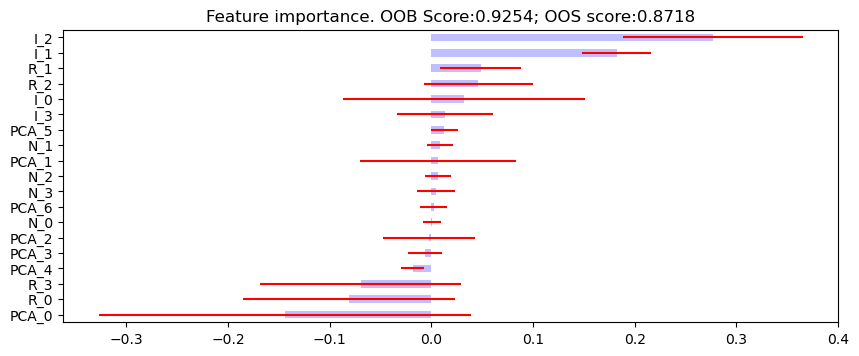 Feature importance. OOB Score:0.9254; OOS score:0.8718
I_2
I_1
R_1
R_2
I_0
I_3
PCA_5
N_1
PCA_1
N_2
N_3
PCA_6
N_0
PCA_2
PCA_3
PCA_4
R_3
R_0
PCA_0
−0.3 −0.2 −0.1 0.0 0.1 0.2 0.3 0.4